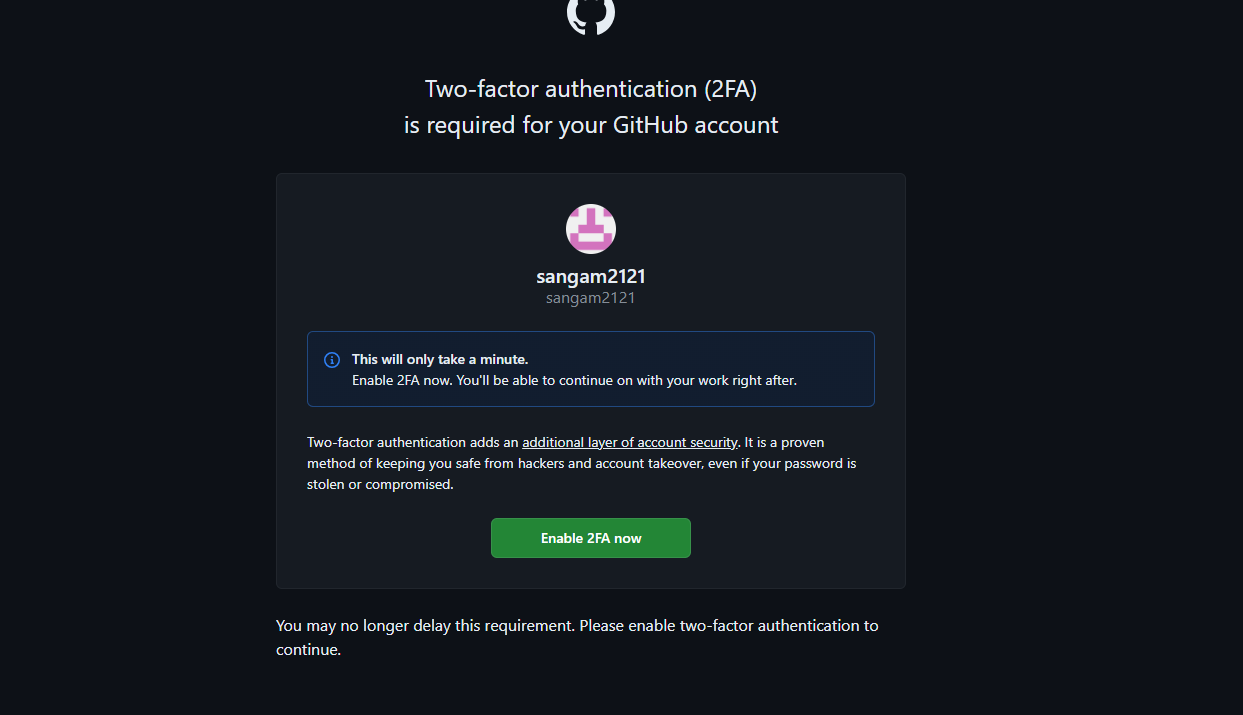 Two-factor authentication (2FA)
is required for your GitHub account
sangam2121
sangam2121
This will only take a minute.
Enable 2FA now. You'll be able to continue on with your work right after.
Two-factor authentication adds an additional layer of account security. It is a proven
method of keeping you safe from hackers and account takeover, even if your password is
stolen or compromised.
Enable 2FA now
You may no longer delay this requirement. Please enable two-factor authentication to
continue.